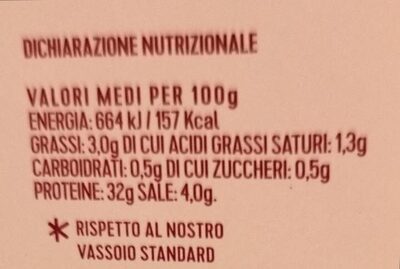 DICHIARAZIONE NUTRIZIONALE
VALORI MEDI PER 100g
ENERGIA: 664 kJ / 157 Kcal
GRASSI: 3,0g DI CUI ACIDI GRASSI SATURI: 1,3g
CARBOIDRATI: 0,5g DI CUI ZUCCHERI: 0,5g
PROTEINE: 32g SALE: 4,0g.
* RISPETTO AL NOSTRO
VASSOIO STANDARD